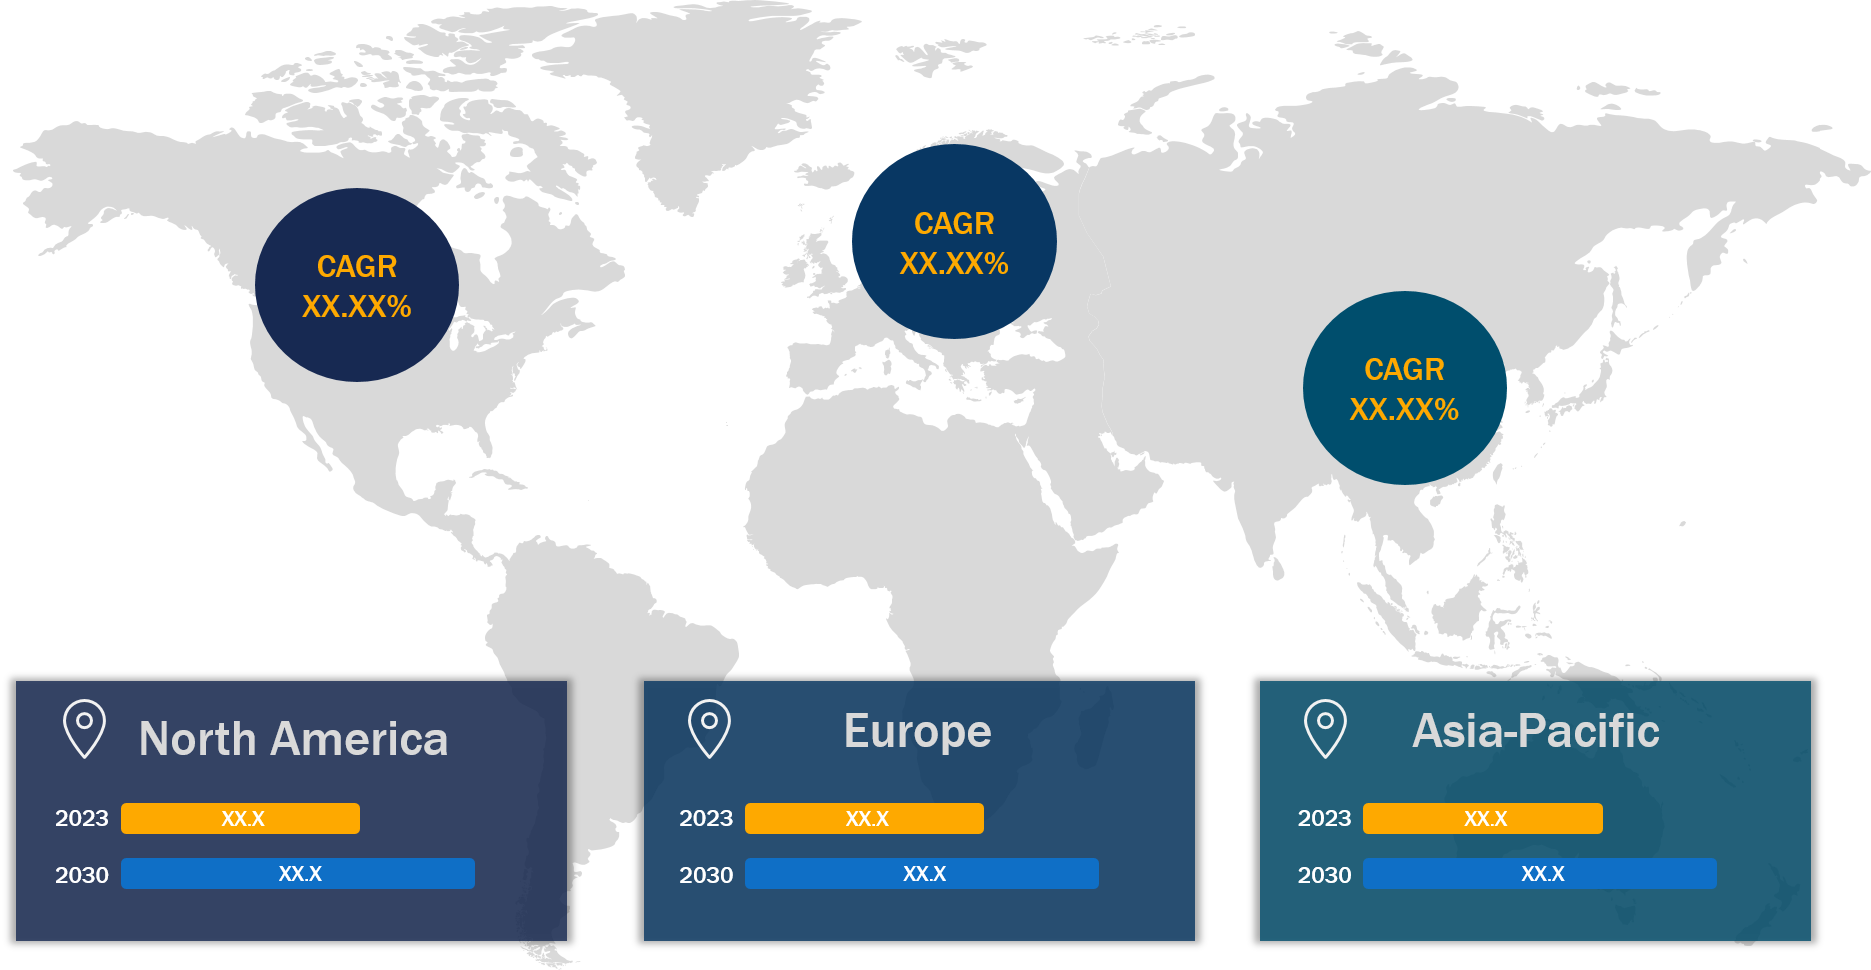 CAGR
XX.XX%
CAGR
XX.XX%
CAGR
XX.XX%
North America
2023 XX.X
2030 XX.X
Europe
2023 XX.X
2030 XX.X
Asia-Pacific
2023 XX.X
2030 XX.X